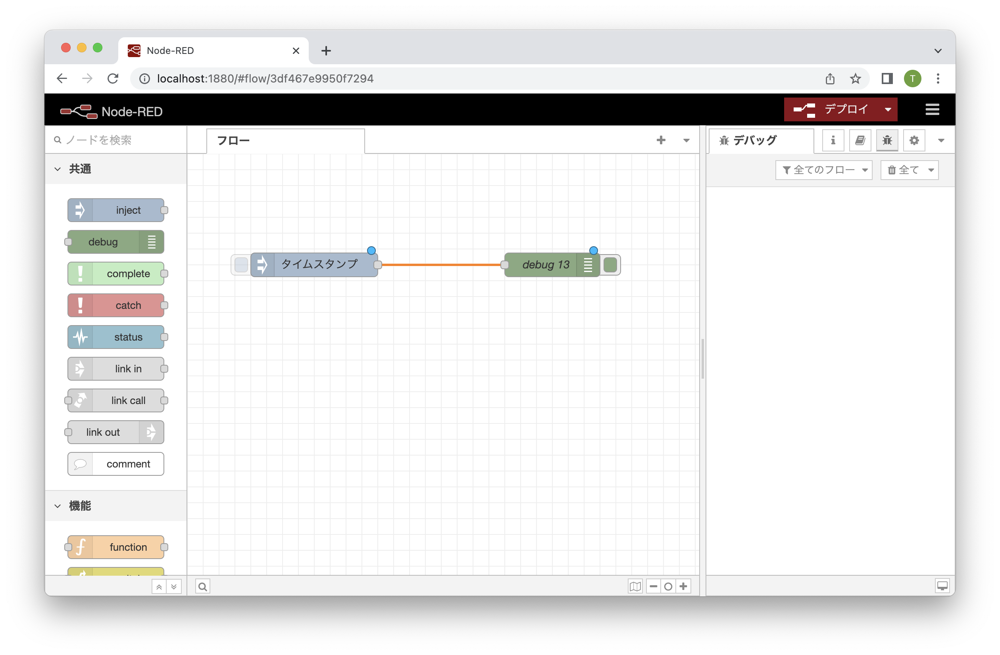 Node-RED
localhost:1880/#flow/3df467e9950f7294
T
Node-RED
デプロイ
ノードを検索
フロー
デバッグ
全てのフロー
全て
共通
inject
debug
complete
catch
status
link in
link call
link out
comment
機能
function
タイムスタンプ
debug 13